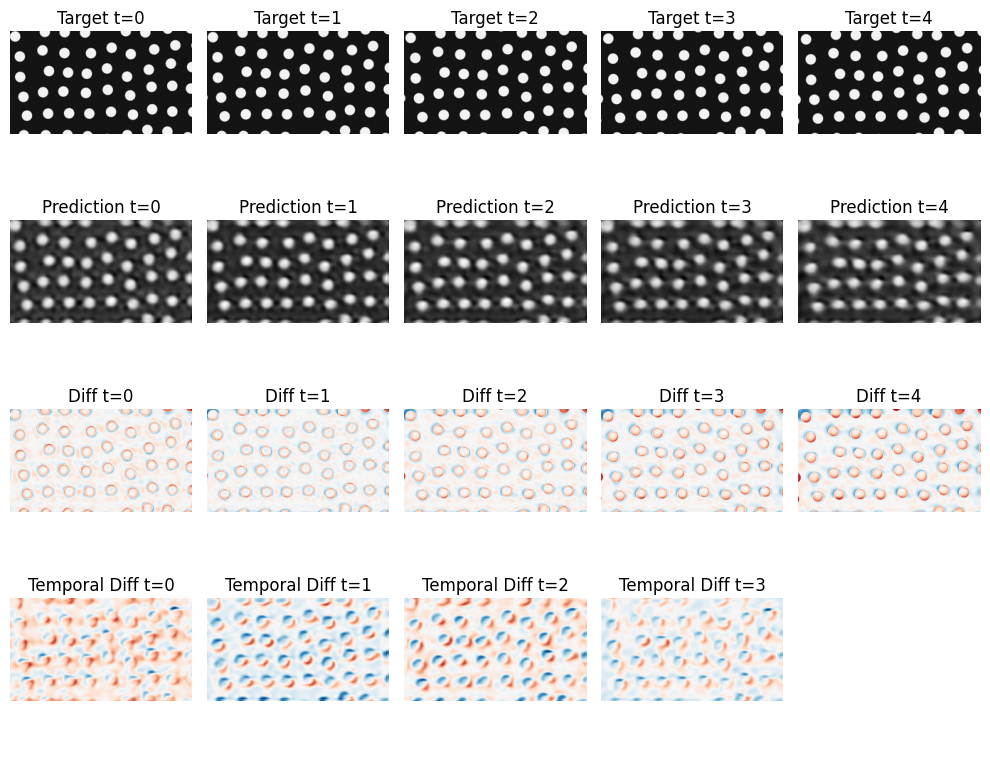 Target t=0 Target t=1 Target t=2 Target t=3 Target t=4
Prediction t=0 Prediction t=1 Prediction t=2 Prediction t=3 Prediction t=4
Diff t=0 Diff t=1 Diff t=2 Diff t=3 Diff t=4
Temporal Diff t=0 Temporal Diff t=1 Temporal Diff t=2 Temporal Diff t=3